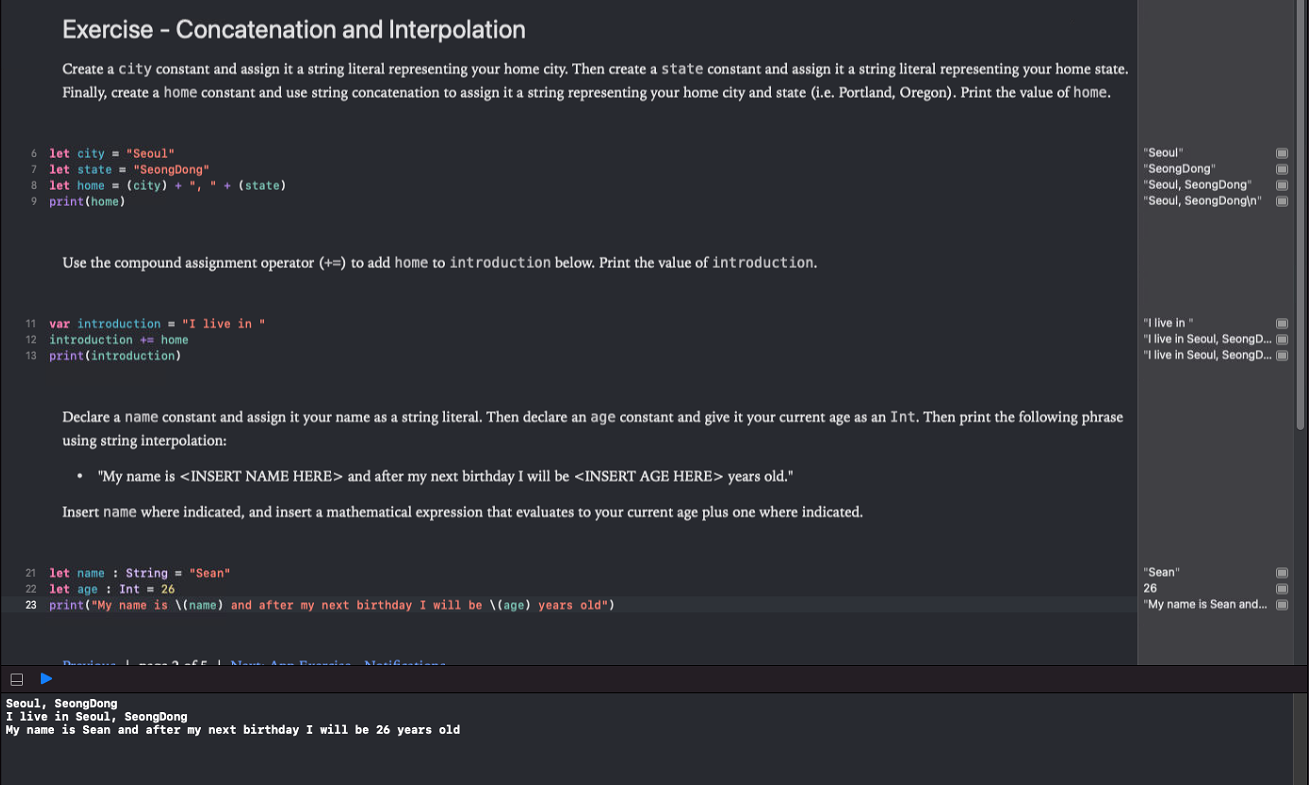 Exercise - Concatenation and Interpolation
Create a city constant and assign it a string literal representing your home city. Then create a state constant and assign it a string literal representing your home state.
Finally, create a home constant and use string concatenation to assign it a string representing your home city and state (i.e. Portland, Oregon). Print the value of home.
6 let city = "Seoul" "Seoul"
7 let state = "SeongDong" "SeongDong"
8 let home = (city) + ", " + (state) "Seoul, SeongDong"
9 print(home) "Seoul, SeongDong\n"
Use the compound assignment operator (+=) to add home to introduction below. Print the value of introduction.
11 var introduction = "I live in " "I live in "
12 introduction += home "I live in Seoul, SeongD...
13 print(introduction) "I live in Seoul, SeongD...
Declare a name constant and assign it your name as a string literal. Then declare an age constant and give it your current age as an Int. Then print the following phrase
using string interpolation:
• "My name is <INSERT NAME HERE> and after my next birthday I will be <INSERT AGE HERE> years old."
Insert name where indicated, and insert a mathematical expression that evaluates to your current age plus one where indicated.
21 let name : String = "Sean" "Sean"
22 let age : Int = 26 26
23 print("My name is \(name) and after my next birthday I will be \(age) years old") "My name is Sean and...
Previous | page 2 of 5 | Next: App Exercise - Notifications
Seoul, SeongDong
I live in Seoul, SeongDong
My name is Sean and after my next birthday I will be 26 years old